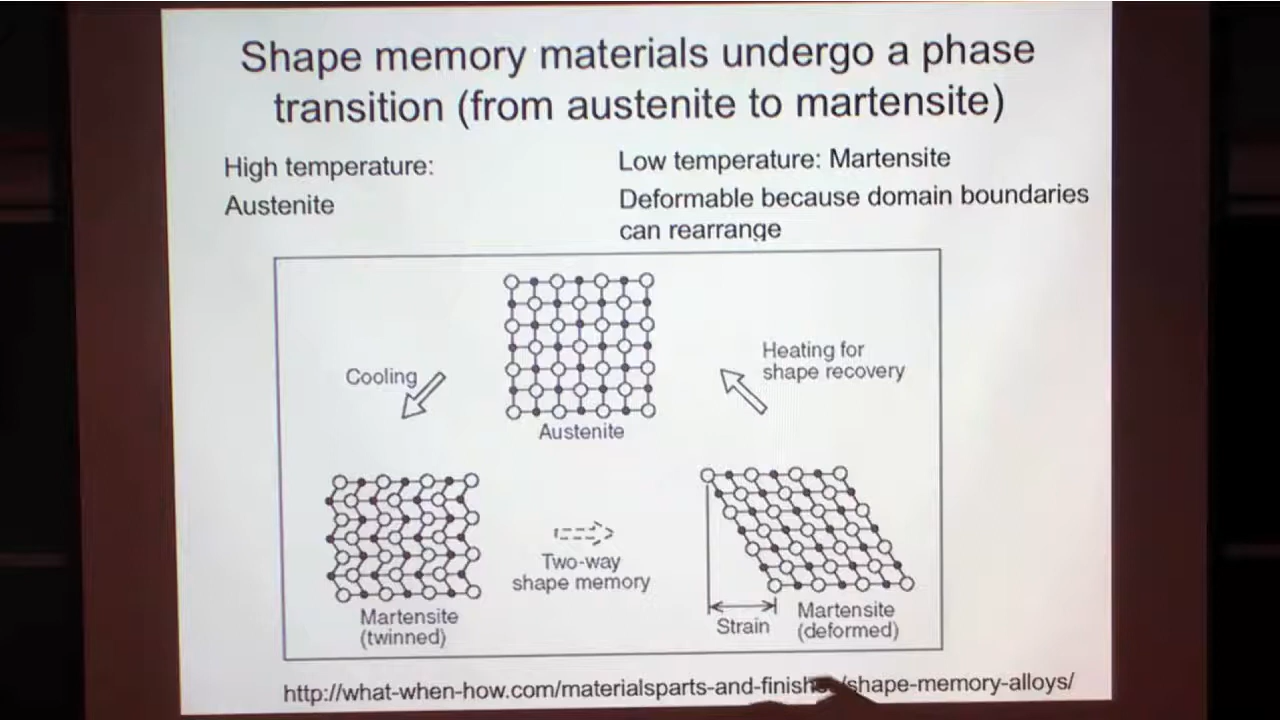 Shape memory materials undergo a phase
transition (from austenite to martensite)
High temperature:
Austenite
Low temperature: Martensite
Deformable because domain boundaries
can rearrange
Cooling
Austenite
Heating for
shape recovery
Martensite
(twinned)
Two-way
shape memory
Strain
Martensite
(deformed)
http://what-when-how.com/materialsparts-and-finish /shape-memory-alloys/